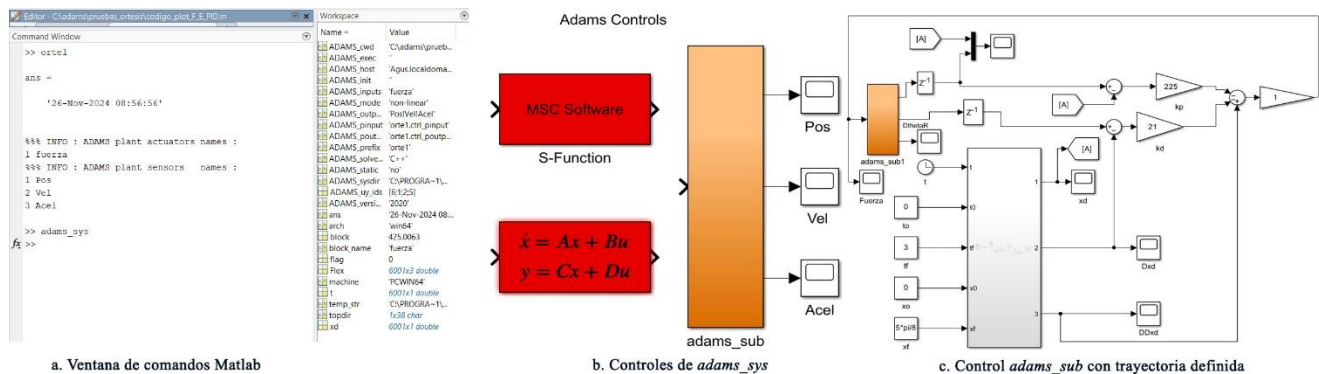 Editor - C:\adams\pruebas_ortesis\codigo_plot_F_E_PID.m
Command Window
>> orte1
ans =
'26-Nov-2024 08:56:56'
%%% INFO : ADAMS plant actuators names :
1 fuerza
%%% INFO : ADAMS plant sensors names :
1 Pos
2 Vel
3 Acel
>> adams_sys
fx >>
Workspace
Name Value
ADAMS_cwd 'C:\adams\prueb...
ADAMS_exec ''
ADAMS_host 'Agus.localdoma...
ADAMS_init ''
ADAMS_inputs 'fuerza'
ADAMS_mode 'non-linear'
ADAMS_outp... 'Pos!Vel!Acel'
ADAMS_pinput 'orte1.ctrl_pinput'
ADAMS_pout... 'orte1.ctrl_poutp...
ADAMS_prefix 'orte1'
ADAMS_solve... 'C++'
ADAMS_static 'no'
ADAMS_sysdir 'C:\PROGRA~1\...
ADAMS_uy_ids [6;1;2;5]
ADAMS_versi... '2020'
ans '26-Nov-2024 08:...
arch 'win64'
block 425.0063
block_name 'fuerza'
flag 0
Flex 6001x3 double
machine 'PCWIN64'
t 6001x1 double
temp_str 'C:\PROGRA~1\...
topdir 1x38 char
xd 6001x1 double
a. Ventana de comandos Matlab
Adams Controls
MSC Software
S-Function
ẋ = Ax + Bu
y = Cx + Du
adams_sub
Pos
Vel
Acel
b. Controles de adams_sys
[A]
Z⁻¹
225
kp
1
[A]
DthetaR
Z⁻¹
21
kd
adams_sub1
[A]
Fuerza
t
t
1
xd
0
to
t0
3
tf
tf
2
Dxd
0
xo
x0
5*pi/8
xf
xf
3
DDxd
c. Control adams_sub con trayectoria definida